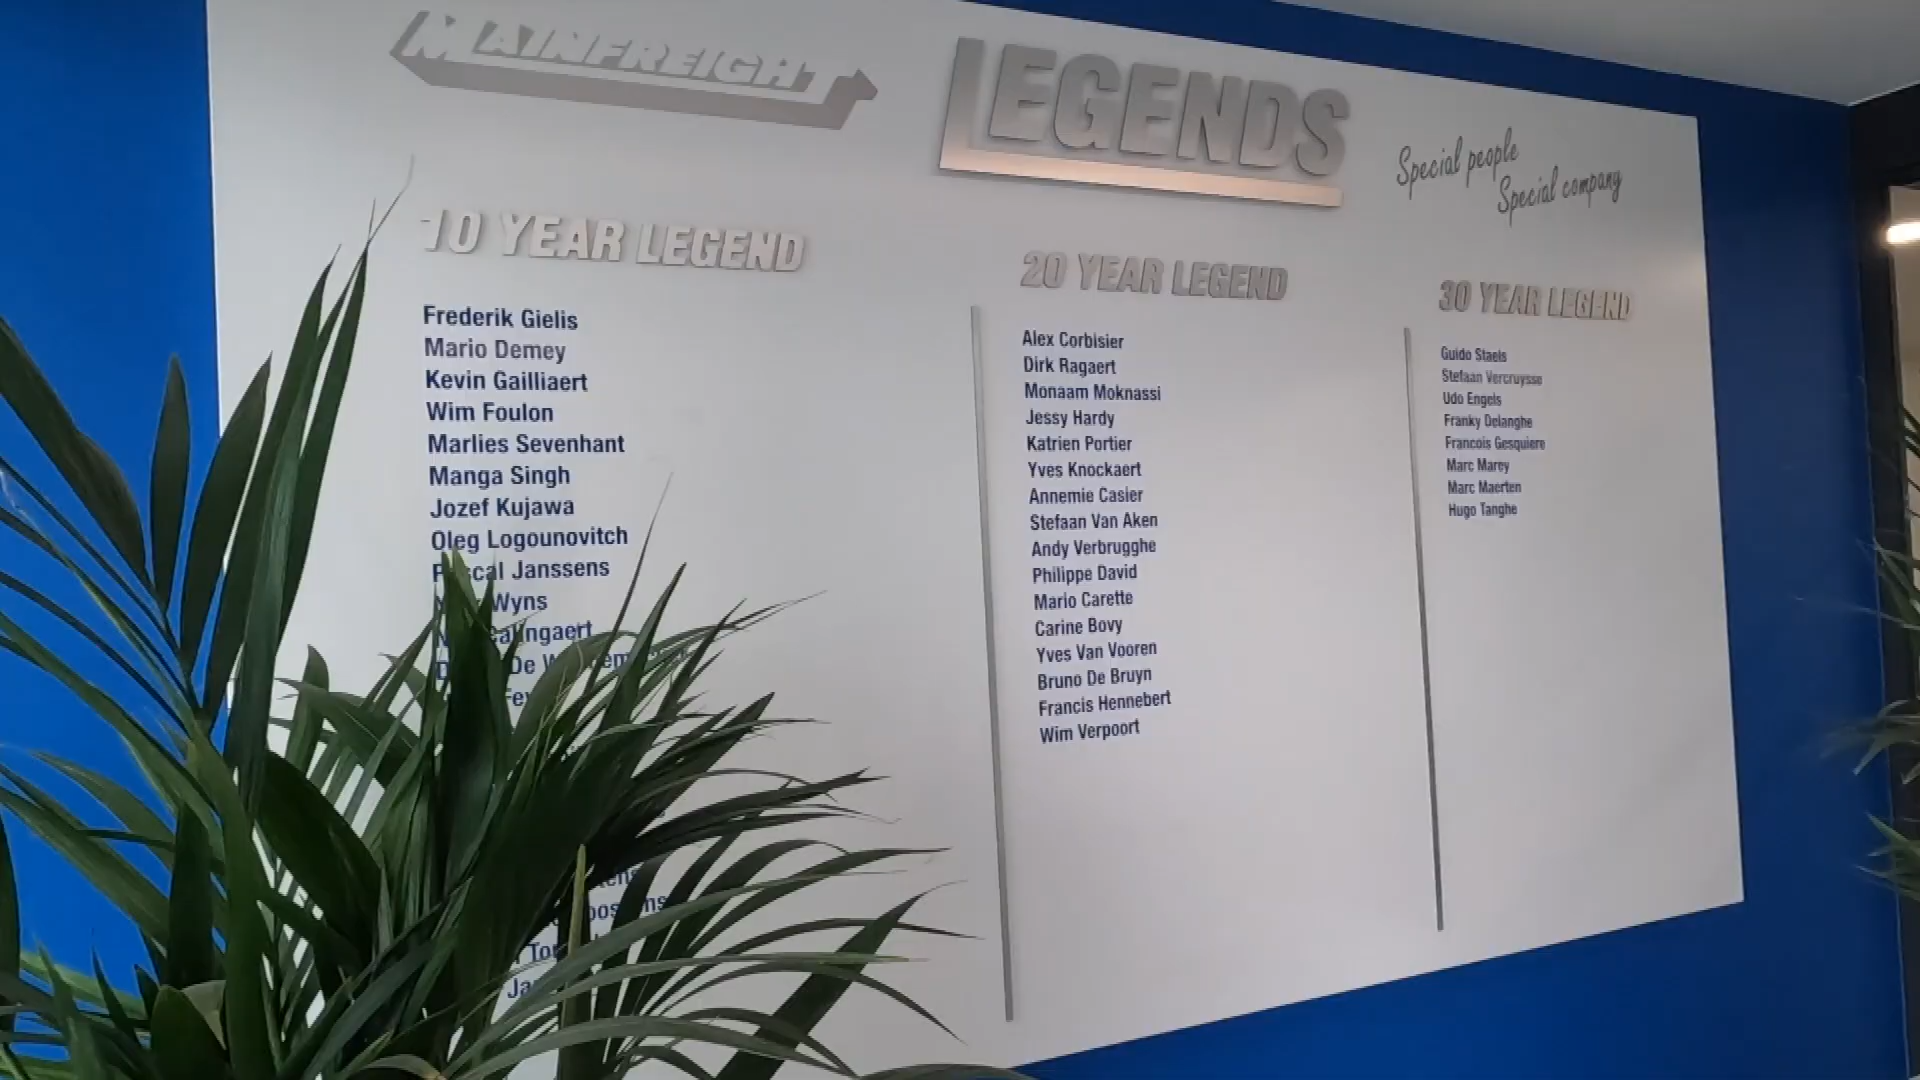 MAINFREIGHT
LEGENDS
Special people
Special company
10 YEAR LEGEND
Frederik Gielis
Mario Demey
Kevin Gailliaert
Wim Foulon
Marlies Sevenhant
Manga Singh
Jozef Kujawa
Oleg Logounovitch
Janssens
Wyns
De
20 YEAR LEGEND
Alex Corbisier
Dirk Ragaert
Monaam Moknassi
Jessy Hardy
Katrien Portier
Yves Knockaert
Annemie Casier
Stefaan Van Aken
Andy Verbrugghe
Philippe David
Mario Carette
Carine Bovy
Yves Van Vooren
Bruno De Bruyn
Francis Hennebert
Wim Verpoort
30 YEAR LEGEND
Guido Staels
Stefaan Vercruysse
Udo Engels
Franky Delanghe
Francois Gesquiere
Marc Marey
Marc Maerten
Hugo Tanghe